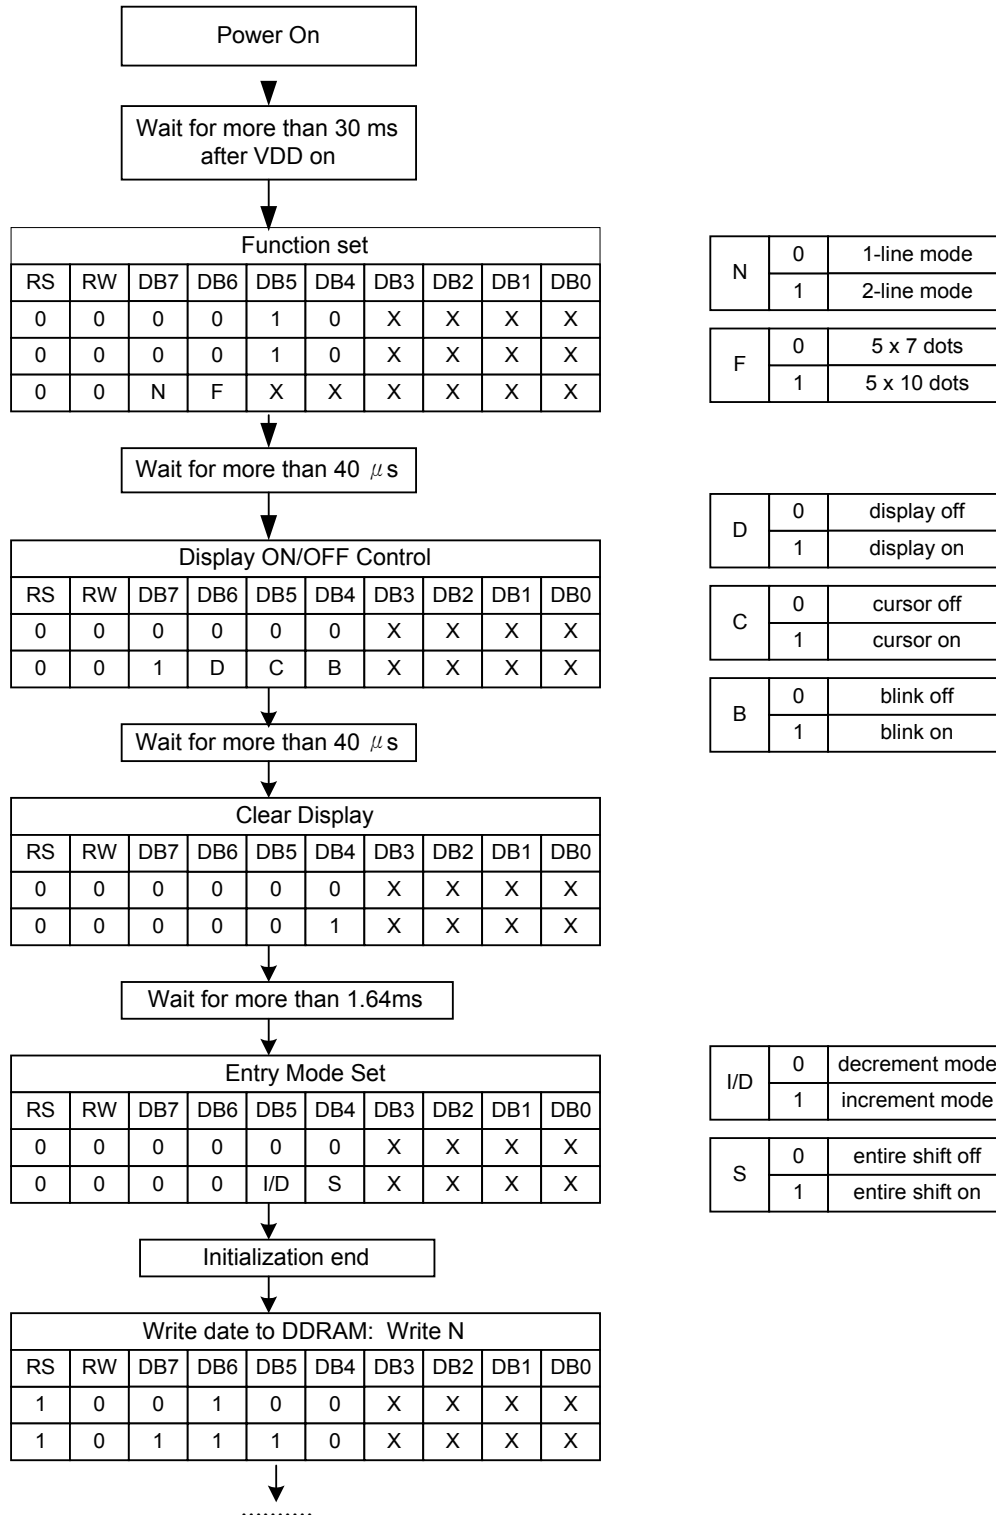 Power On
Wait for more than 30 ms
after VDD on
Function set
RS RW DB7 DB6 DB5 DB4 DB3 DB2 DB1 DB0
0 0 0 0 1 0 X X X X
0 0 0 0 1 0 X X X X
0 0 N F X X X X X X
N 0 1-line mode
1 2-line mode
F 0 5 x 7 dots
1 5 x 10 dots
Wait for more than 40 μs
Display ON/OFF Control
RS RW DB7 DB6 DB5 DB4 DB3 DB2 DB1 DB0
0 0 0 0 0 0 X X X X
0 0 1 D C B X X X X
D 0 display off
1 display on
C 0 cursor off
1 cursor on
B 0 blink off
1 blink on
Wait for more than 40 μs
Clear Display
RS RW DB7 DB6 DB5 DB4 DB3 DB2 DB1 DB0
0 0 0 0 0 0 X X X X
0 0 0 0 0 1 X X X X
Wait for more than 1.64ms
Entry Mode Set
RS RW DB7 DB6 DB5 DB4 DB3 DB2 DB1 DB0
0 0 0 0 0 0 X X X X
0 0 0 0 I/D S X X X X
I/D 0 decrement mode
1 increment mode
S 0 entire shift off
1 entire shift on
Initialization end
Write date to DDRAM: Write N
RS RW DB7 DB6 DB5 DB4 DB3 DB2 DB1 DB0
1 0 0 1 0 0 X X X X
1 0 1 1 1 0 X X X X
..........